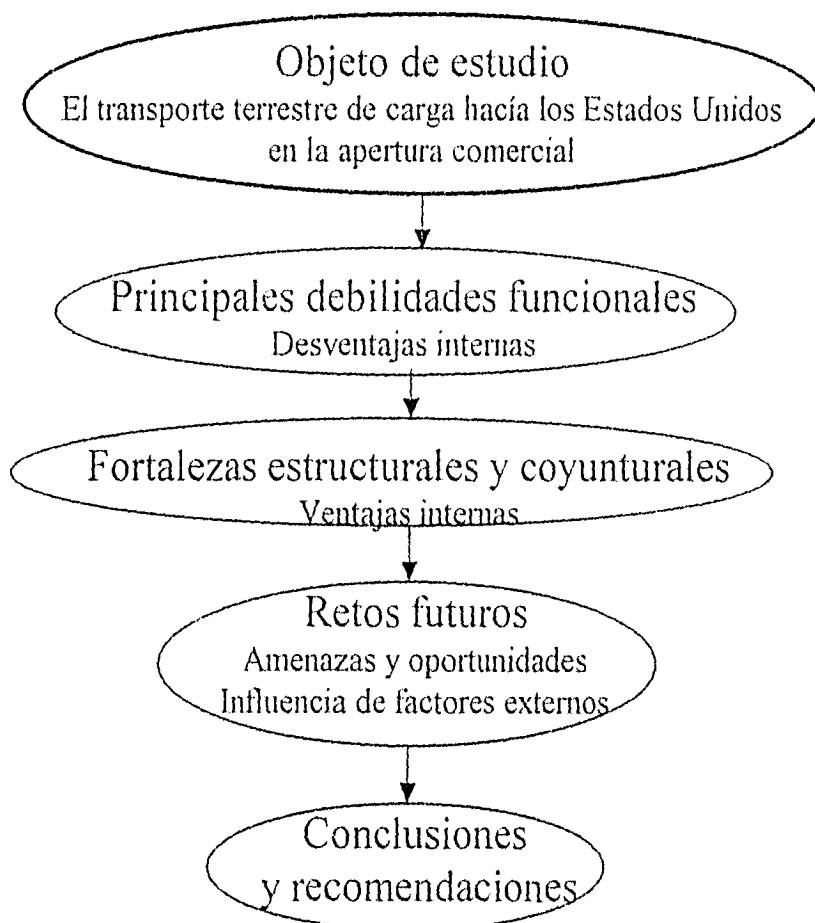 Objeto de estudio
El transporte terrestre de carga hacía los Estados Unidos
en la apertura comercial
Principales debilidades funcionales
Desventajas internas
Fortalezas estructurales y coyunturales
Ventajas internas
Retos futuros
Amenazas y oportunidades
Influencia de factores externos
Conclusiones
y recomendaciones